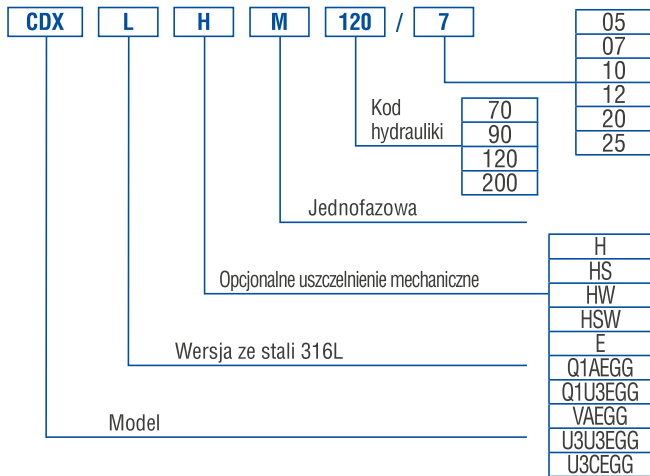 CDX L H M 120 / 7
05
07
10
12
20
25
Kod
hydrauliki
70
90
120
200
Jednofazowa
Opcjonalne uszczelnienie mechaniczne
H
HS
HW
HSW
E
Q1AEGG
Q1U3EGG
VAEGG
U3U3EGG
U3CEGG
Wersja ze stali 316L
Model